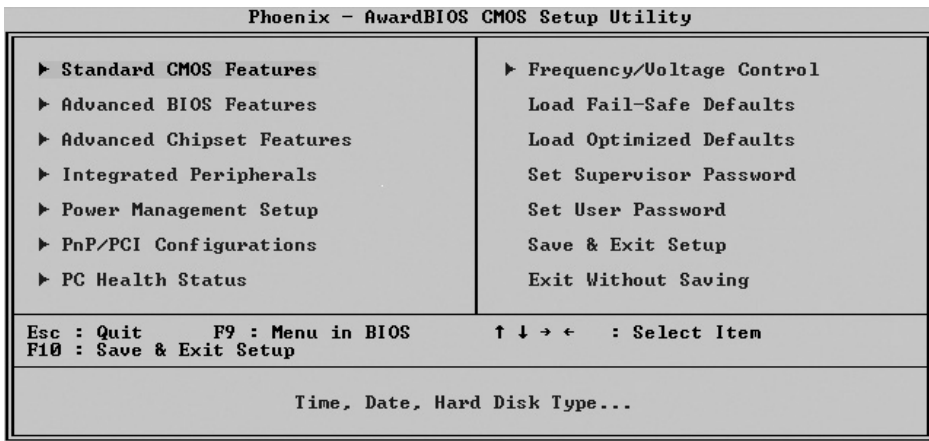 Phoenix - AwardBIOS CMOS Setup Utility
▶ Standard CMOS Features
▶ Advanced BIOS Features
▶ Advanced Chipset Features
▶ Integrated Peripherals
▶ Power Management Setup
▶ PnP/PCI Configurations
▶ PC Health Status
▶ Frequency/Voltage Control
Load Fail-Safe Defaults
Load Optimized Defaults
Set Supervisor Password
Set User Password
Save & Exit Setup
Exit Without Saving
Esc : Quit F9 : Menu in BIOS ↑ ↓ → ← : Select Item
F10 : Save & Exit Setup
Time, Date, Hard Disk Type...